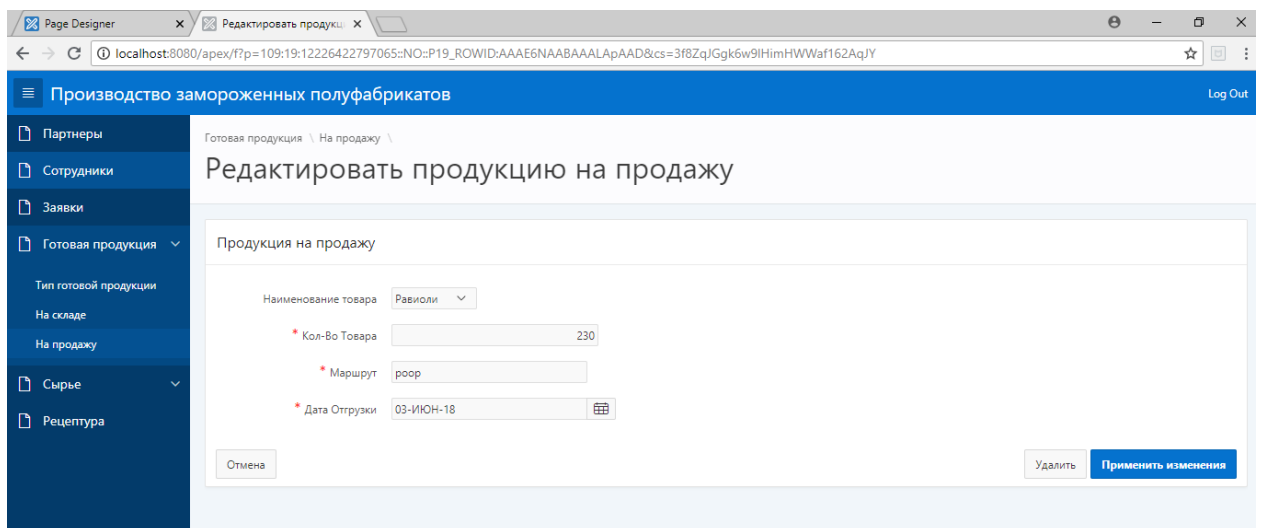 Page Designer
Редактировать продукц
localhost:8080/apex/f?p=109:19:12226422797065::NO::P19_ROWID:AAAE6NAABAAALApAAD&cs=3f8ZqJGgk6w9lHimHWWaf162AqJY
Производство замороженных полуфабрикатов
Log Out
Партнеры
Сотрудники
Заявки
Готовая продукция
Тип готовой продукции
На складе
На продажу
Сырье
Рецептура
Готовая продукция \ На продажу \
Редактировать продукцию на продажу
Продукция на продажу
Наименование товара Равиоли
* Кол-Во Товара 230
* Маршрут роор
* Дата Отгрузки 03-ИЮН-18
Отмена
Удалить
Применить изменения